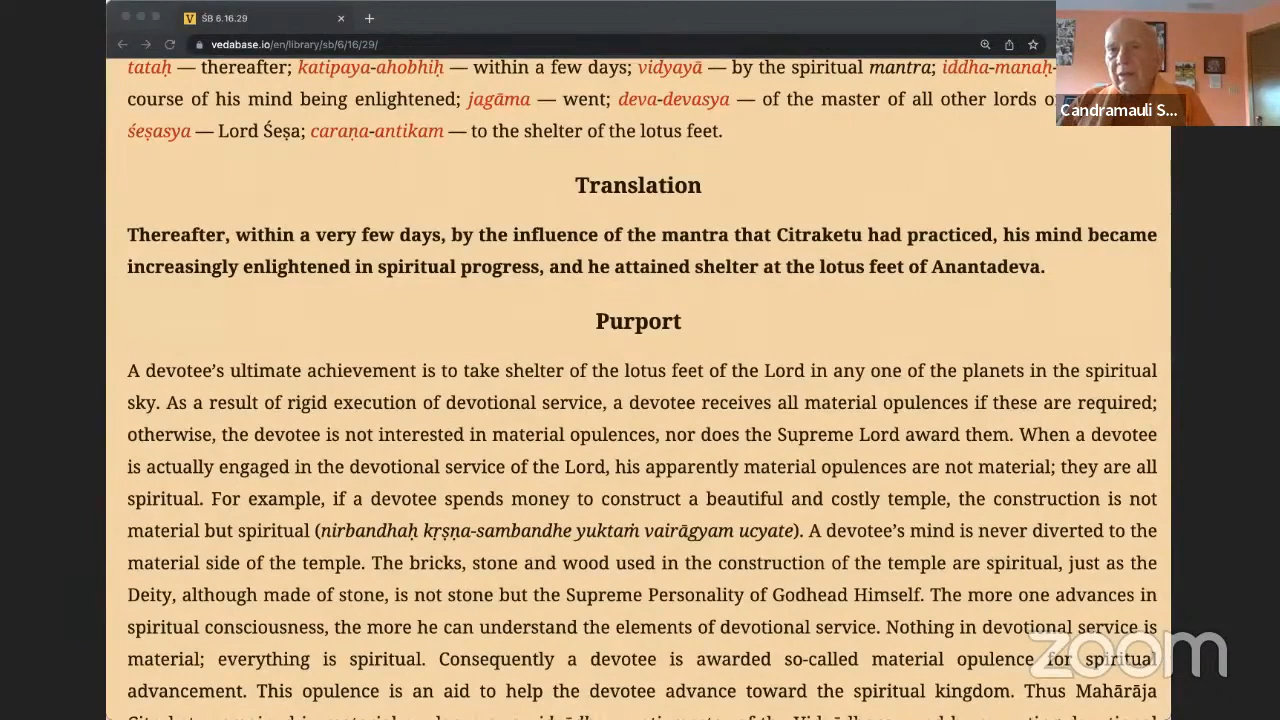 ŚB 6.16.29
vedabase.io/en/library/sb/6/16/29/
Candramauli S...
tataḥ — thereafter; katipaya-ahobhiḥ — within a few days; vidyayā — by the spiritual mantra; iddha-manaḥ-
course of his mind being enlightened; jagāma — went; deva-devasya — of the master of all other lords o
śeṣasya — Lord Śeṣa; caraṇa-antikam — to the shelter of the lotus feet.
Translation
Thereafter, within a very few days, by the influence of the mantra that Citraketu had practiced, his mind became
increasingly enlightened in spiritual progress, and he attained shelter at the lotus feet of Anantadeva.
Purport
A devotee’s ultimate achievement is to take shelter of the lotus feet of the Lord in any one of the planets in the spiritual
sky. As a result of rigid execution of devotional service, a devotee receives all material opulences if these are required;
otherwise, the devotee is not interested in material opulences, nor does the Supreme Lord award them. When a devotee
is actually engaged in the devotional service of the Lord, his apparently material opulences are not material; they are all
spiritual. For example, if a devotee spends money to construct a beautiful and costly temple, the construction is not
material but spiritual (nirbandhaḥ kṛṣṇa-sambandhe yuktaṁ vairāgyam ucyate). A devotee’s mind is never diverted to the
material side of the temple. The bricks, stone and wood used in the construction of the temple are spiritual, just as the
Deity, although made of stone, is not stone but the Supreme Personality of Godhead Himself. The more one advances in
spiritual consciousness, the more he can understand the elements of devotional service. Nothing in devotional service is
material; everything is spiritual. Consequently a devotee is awarded so-called material opulence for spiritual
advancement. This opulence is an aid to help the devotee advance toward the spiritual kingdom. Thus Mahārāja
zoom